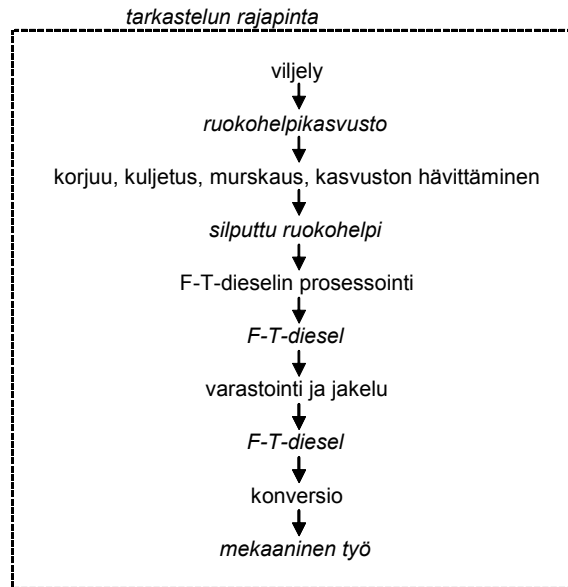 tarkastelun rajapinta
viljely
ruokohelpikasvusto
korjuu, kuljetus, murskaus, kasvuston hävittäminen
silputtu ruokohelpi
F-T-dieselin prosessointi
F-T-diesel
varastointi ja jakelu
F-T-diesel
konversio
mekaaninen työ